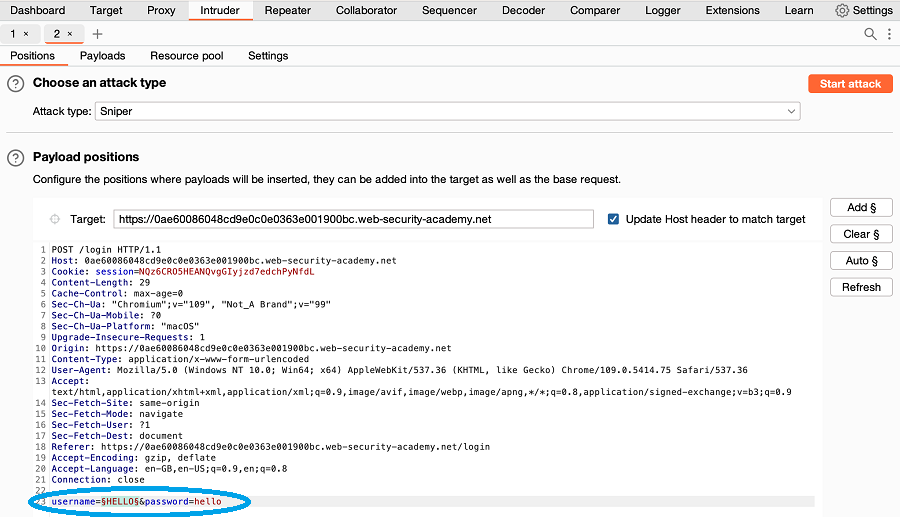 Dashboard Target Proxy Intruder Repeater Collaborator Sequencer Decoder Comparer Logger Extensions Learn Settings
1 × 2 × +
Positions Payloads Resource pool Settings
? Choose an attack type Start attack
Attack type: Sniper
? Payload positions
Configure the positions where payloads will be inserted, they can be added into the target as well as the base request.
Target: https://0ae60086048cd9e0c0e0363e001900bc.web-security-academy.net Update Host header to match target
Add §
Clear §
Auto §
Refresh
1 POST /login HTTP/1.1
2 Host: 0ae60086048cd9e0c0e0363e001900bc.web-security-academy.net
3 Cookie: session=NQz6CRO5HEANQvgGIyjzd7edchPyNfdL
4 Content-Length: 29
5 Cache-Control: max-age=0
6 Sec-Ch-Ua: "Chromium";v="109", "Not_A Brand";v="99"
7 Sec-Ch-Ua-Mobile: ?0
8 Sec-Ch-Ua-Platform: "macOS"
9 Upgrade-Insecure-Requests: 1
10 Origin: https://0ae60086048cd9e0c0e0363e001900bc.web-security-academy.net
11 Content-Type: application/x-www-form-urlencoded
12 User-Agent: Mozilla/5.0 (Windows NT 10.0; Win64; x64) AppleWebKit/537.36 (KHTML, like Gecko) Chrome/109.0.5414.75 Safari/537.36
13 Accept:
text/html,application/xhtml+xml,application/xml;q=0.9,image/avif,image/webp,image/apng,*/*;q=0.8,application/signed-exchange;v=b3;q=0.9
14 Sec-Fetch-Site: same-origin
15 Sec-Fetch-Mode: navigate
16 Sec-Fetch-User: ?1
17 Sec-Fetch-Dest: document
18 Referer: https://0ae60086048cd9e0c0e0363e001900bc.web-security-academy.net/login
19 Accept-Encoding: gzip, deflate
20 Accept-Language: en-GB,en-US;q=0.9,en;q=0.8
21 Connection: close
22
23 username=§HELLO§&password=hello